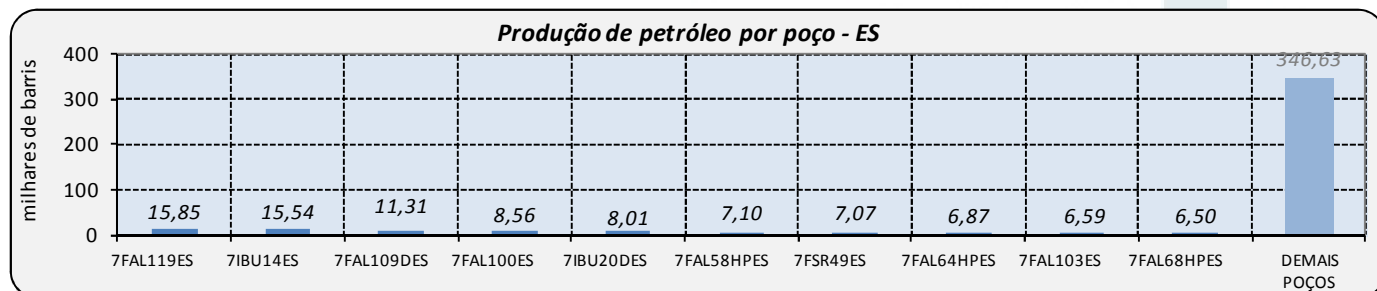 Produção de petróleo por poço - ES
milhares de barris
400
300
200
100
0
15,85 15,54 11,31 8,56 8,01 7,10 7,07 6,87 6,59 6,50 346,63
7FAL119ES 7IBU14ES 7FAL109DES 7FAL100ES 7IBU20DES 7FAL58HPES 7FSR49ES 7FAL64HPES 7FAL103ES 7FAL68HPES DEMAIS
POÇOS